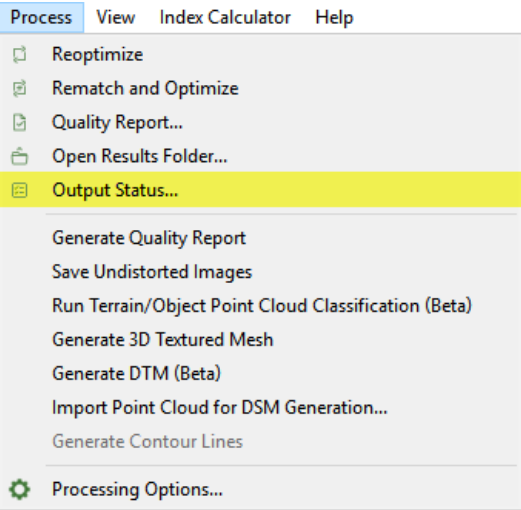 Process View Index Calculator Help
Reoptimize
Rematch and Optimize
Quality Report...
Open Results Folder...
Output Status...
Generate Quality Report
Save Undistorted Images
Run Terrain/Object Point Cloud Classification (Beta)
Generate 3D Textured Mesh
Generate DTM (Beta)
Import Point Cloud for DSM Generation...
Generate Contour Lines
Processing Options...